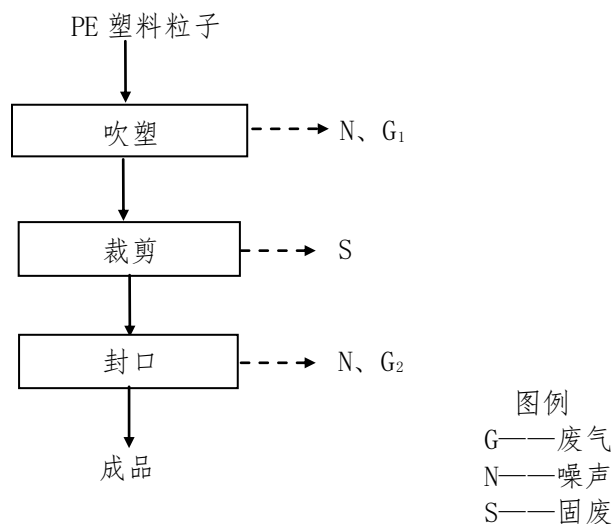 PE 塑料粒子
吹塑
N、G₁
裁剪
S
封口
N、G₂
成品
图例
G——废气
N——噪声
S——固废